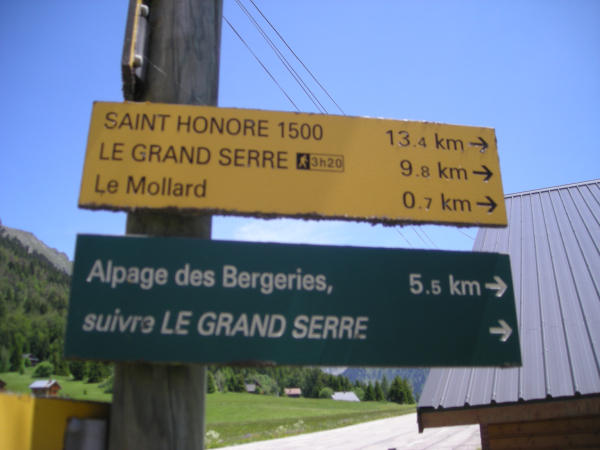 SAINT HONORE 1500 13.4 km →
LE GRAND SERRE 3h20 9.8 km →
Le Mollard 0.7 km →
Alpage des Bergeries, 5.5 km →
suivre LE GRAND SERRE →